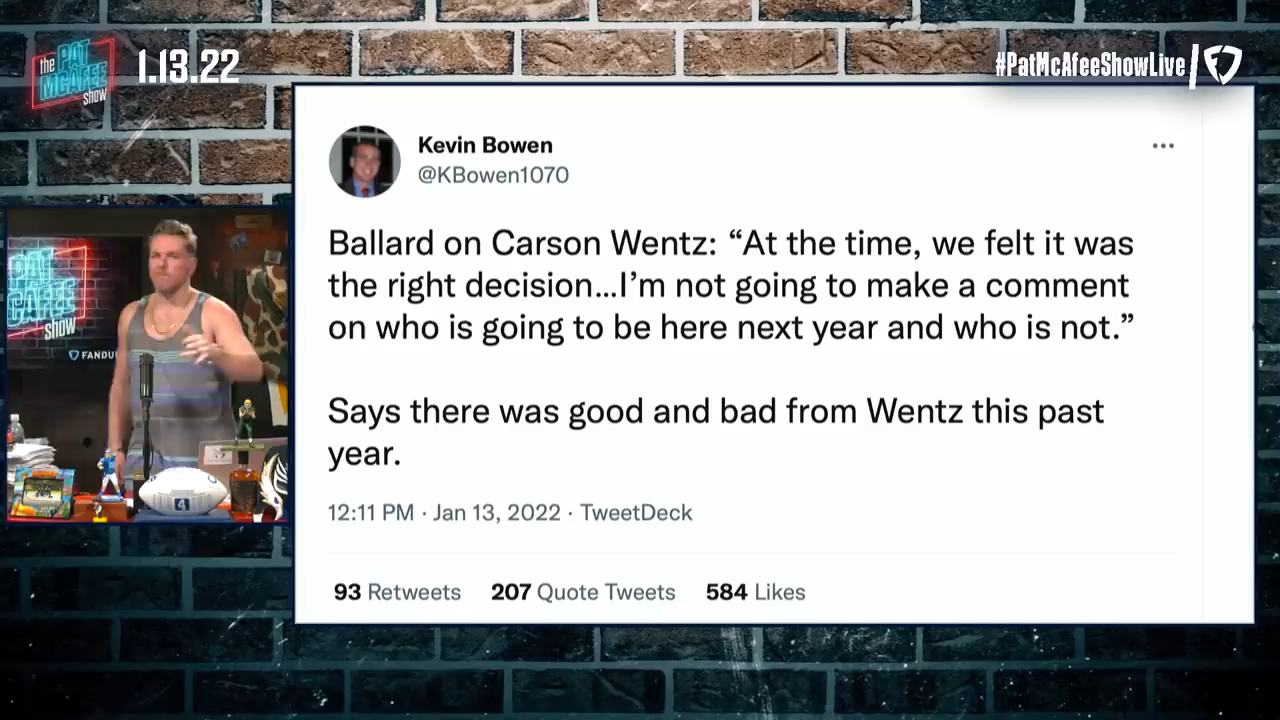 the
PAT
MCAFEE
show
1.13.22
#PatMcAfeeShowLive
Kevin Bowen
@KBowen1070
Ballard on Carson Wentz: “At the time, we felt it was
the right decision...I’m not going to make a comment
on who is going to be here next year and who is not.”
Says there was good and bad from Wentz this past
year.
12:11 PM · Jan 13, 2022 · TweetDeck
93 Retweets 207 Quote Tweets 584 Likes
PAT
CAFEE
show
FANDU
4